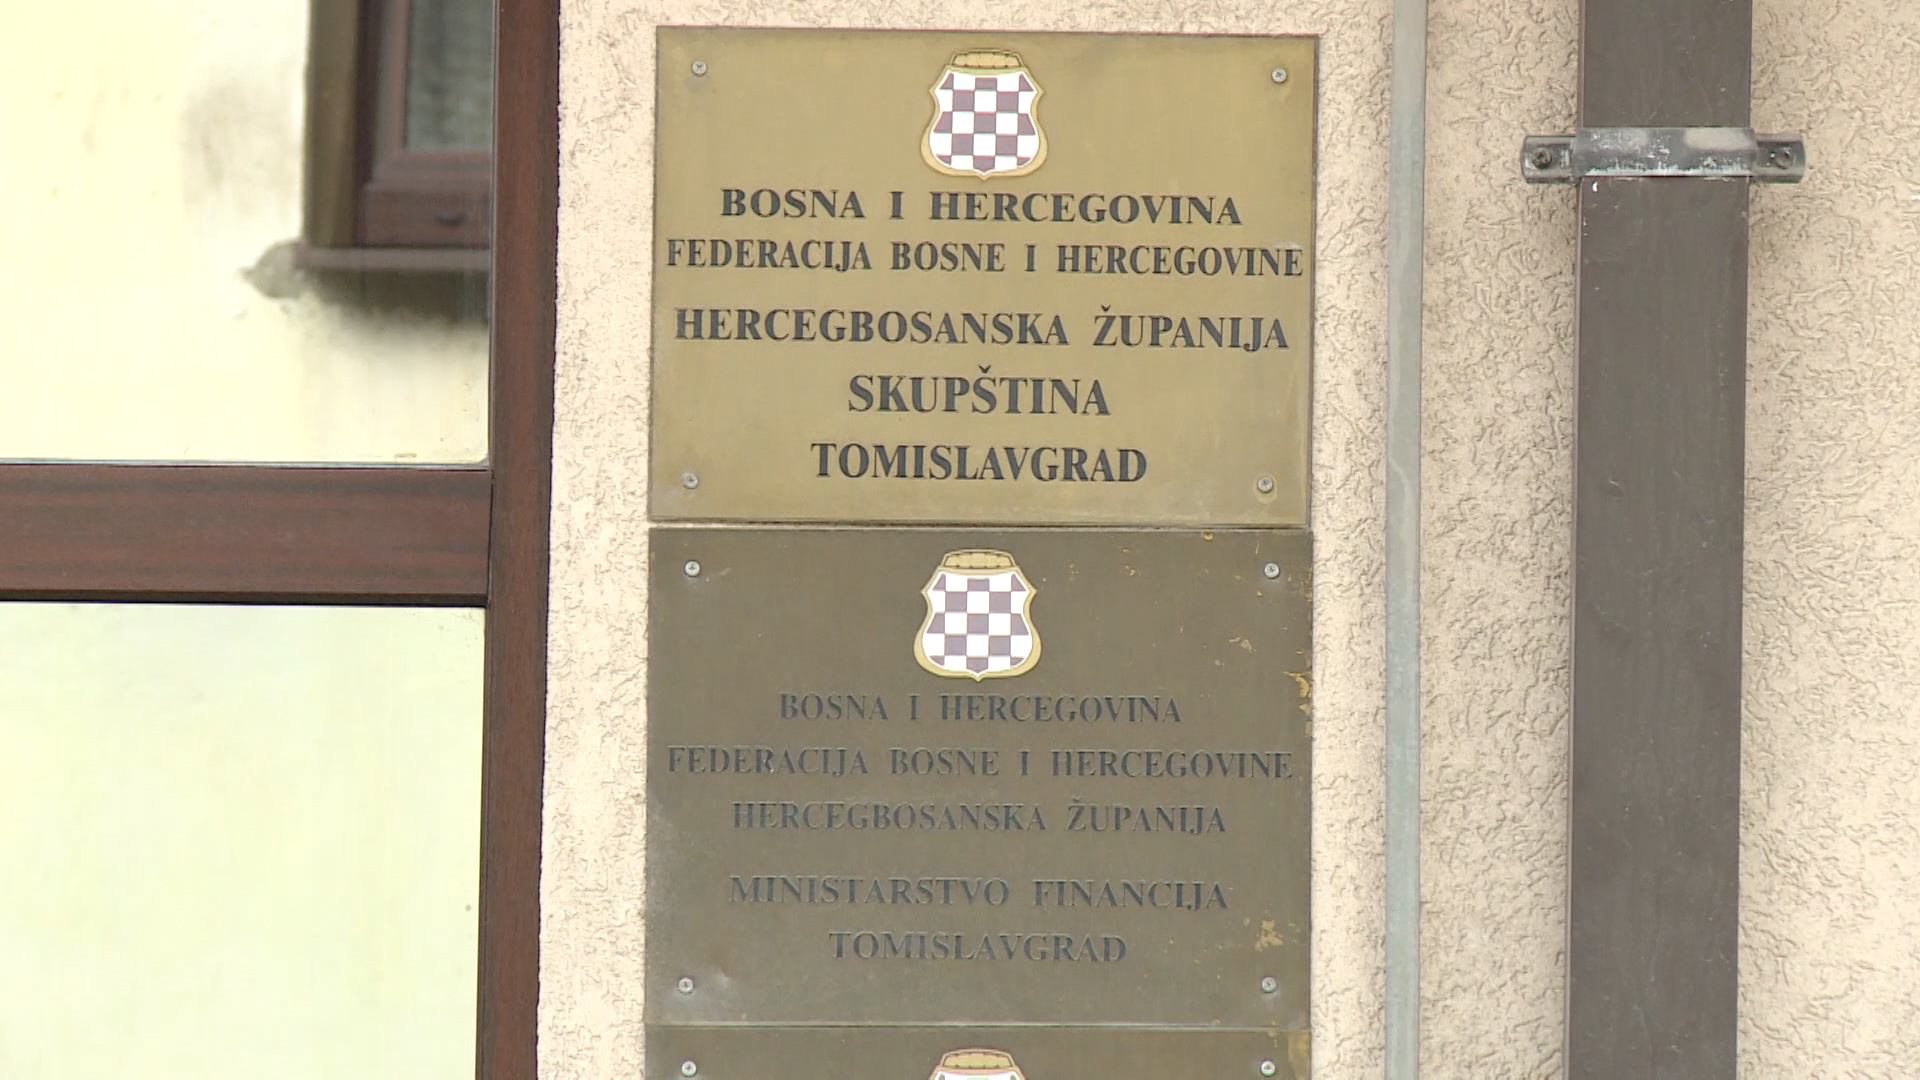 BOSNA I HERCEGOVINA
FEDERACIJA BOSNE I HERCEGOVINE
HERCEGBOSANSKA ŽUPANIJA
SKUPŠTINA
TOMISLAVGRAD
BOSNA I HERCEGOVINA
FEDERACIJA BOSNE I HERCEGOVINE
HERCEGBOSANSKA ŽUPANIJA
MINISTARSTVO FINANCIJA
TOMISLAVGRAD